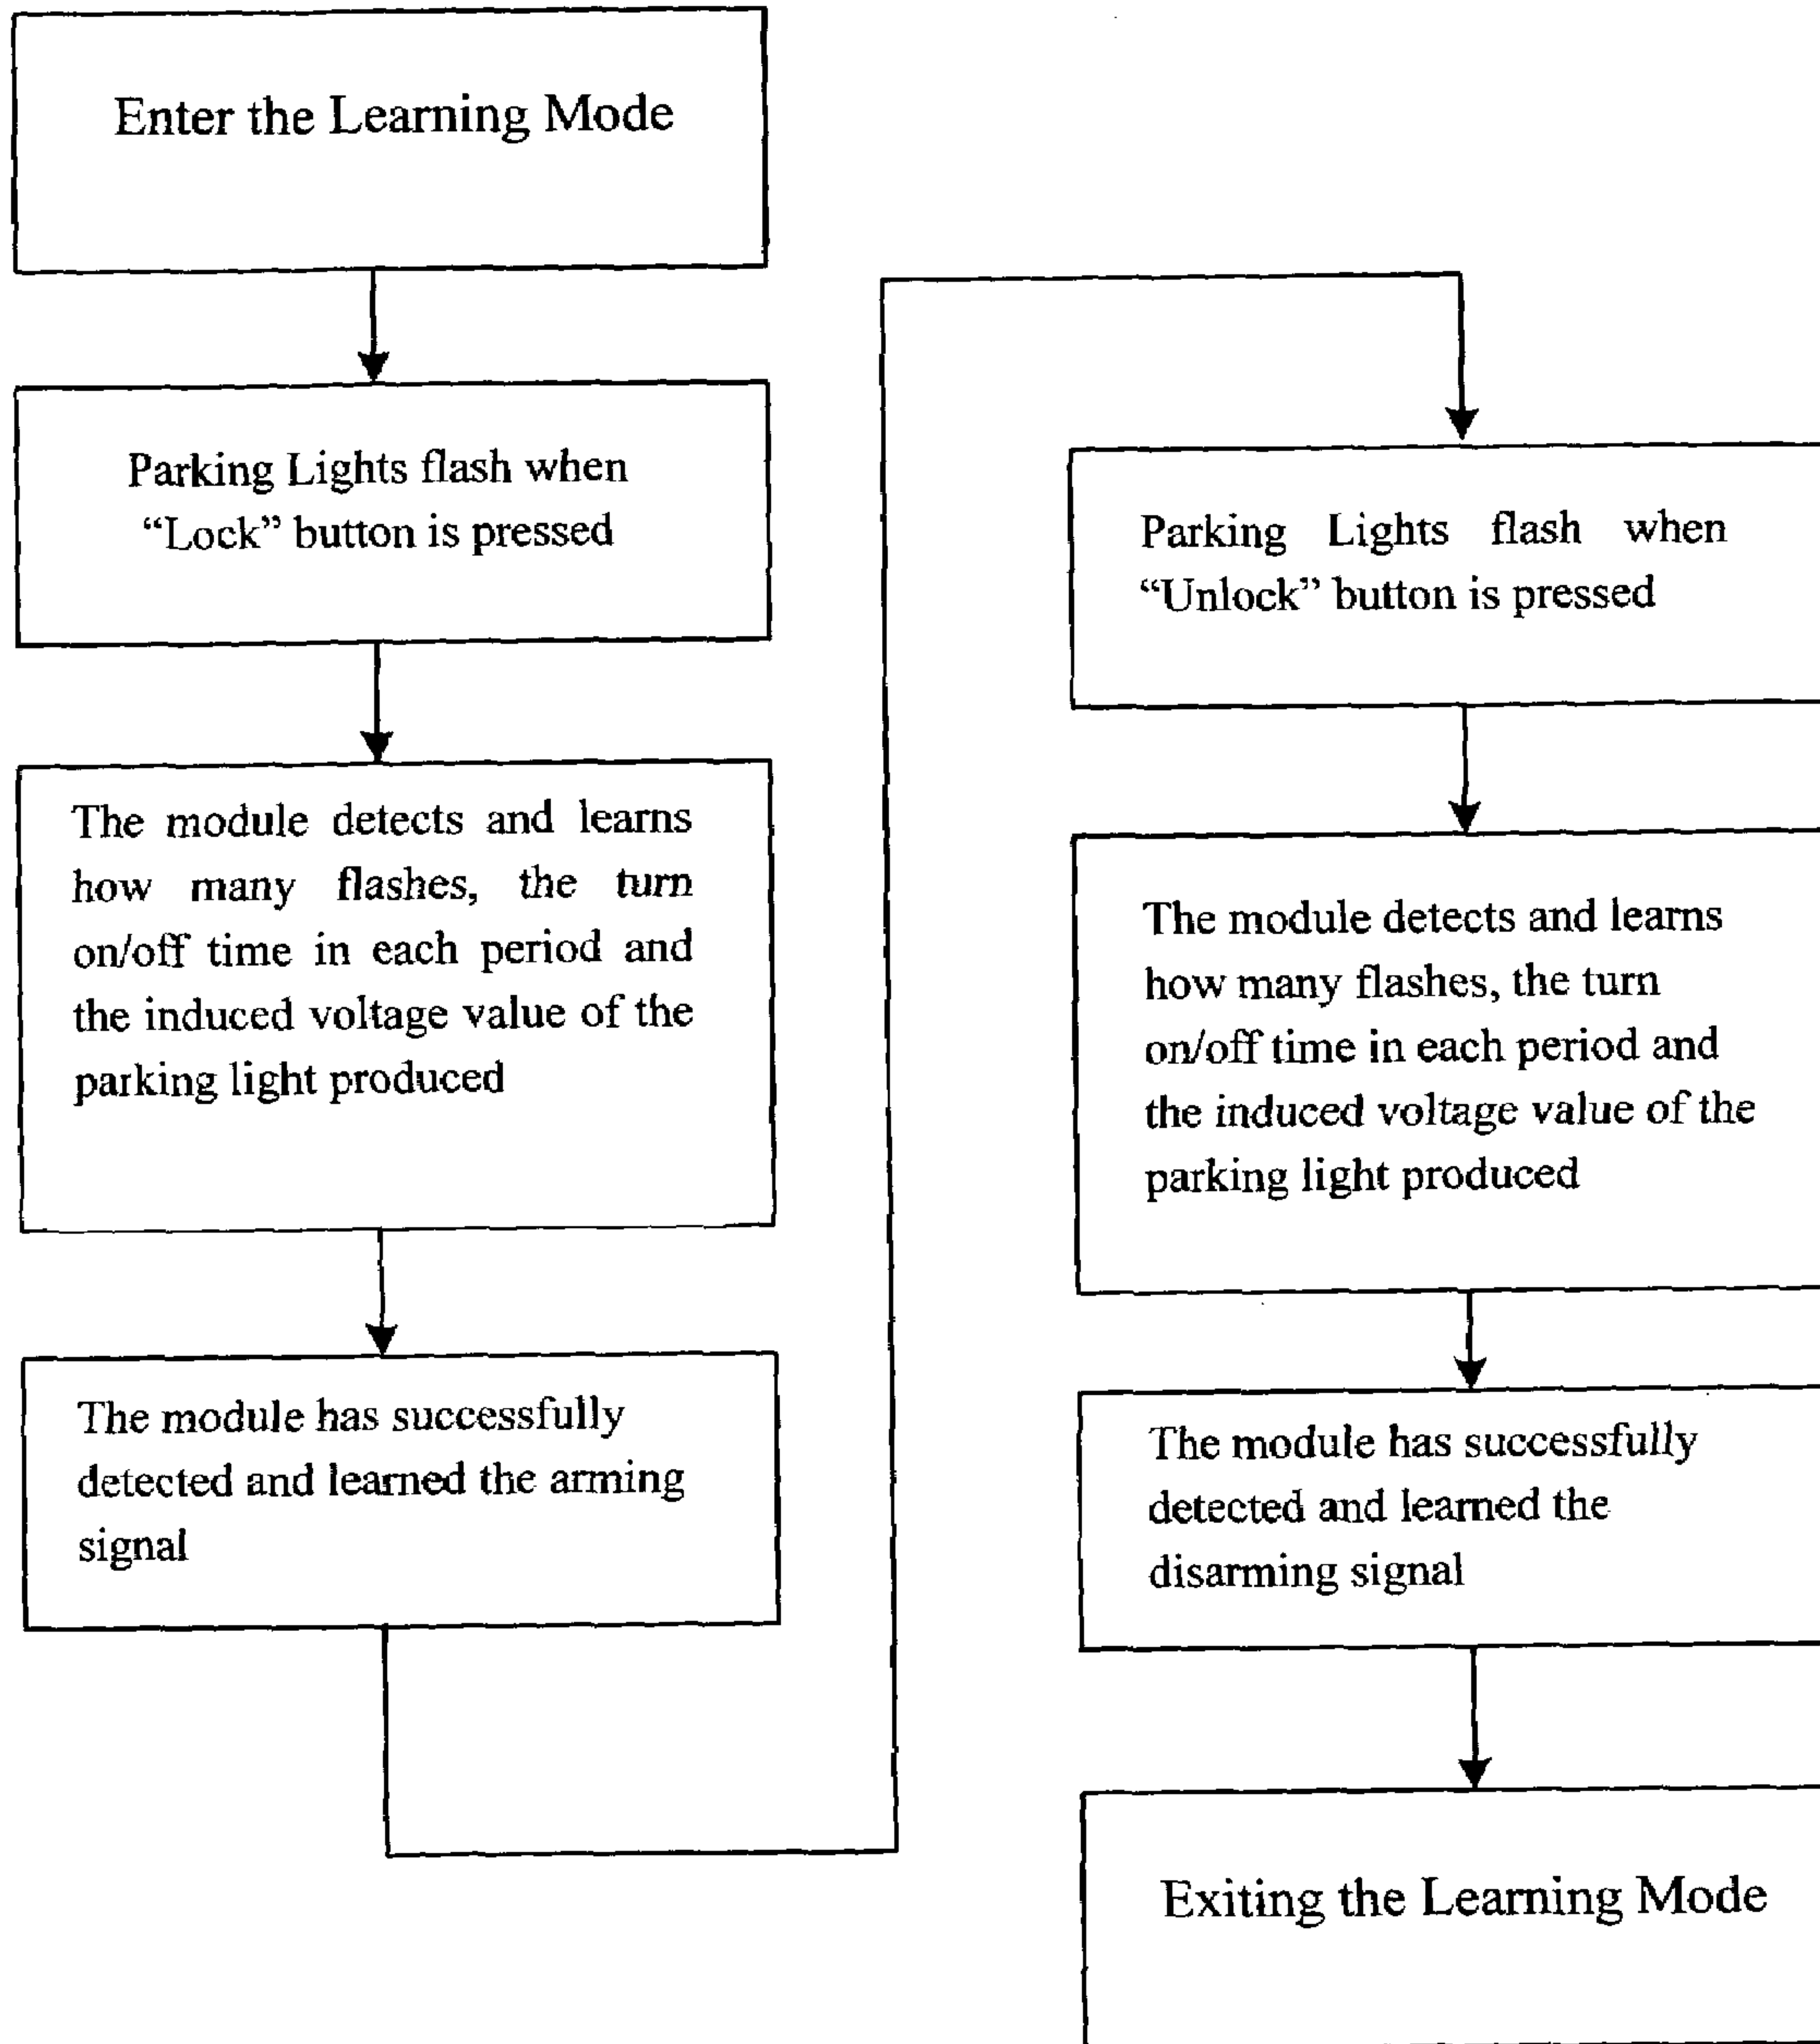 Enter the Learning Mode
Parking Lights flash when
“Lock” button is pressed
The module detects and learns
how many flashes, the turn
on/off time in each period and
the induced voltage value of the
parking light produced
The module has successfully
detected and learned the arming
signal
Parking Lights flash when
“Unlock” button is pressed
The module detects and learns
how many flashes, the turn
on/off time in each period and
the induced voltage value of the
parking light produced
The module has successfully
detected and learned the
disarming signal
Exiting the Learning Mode